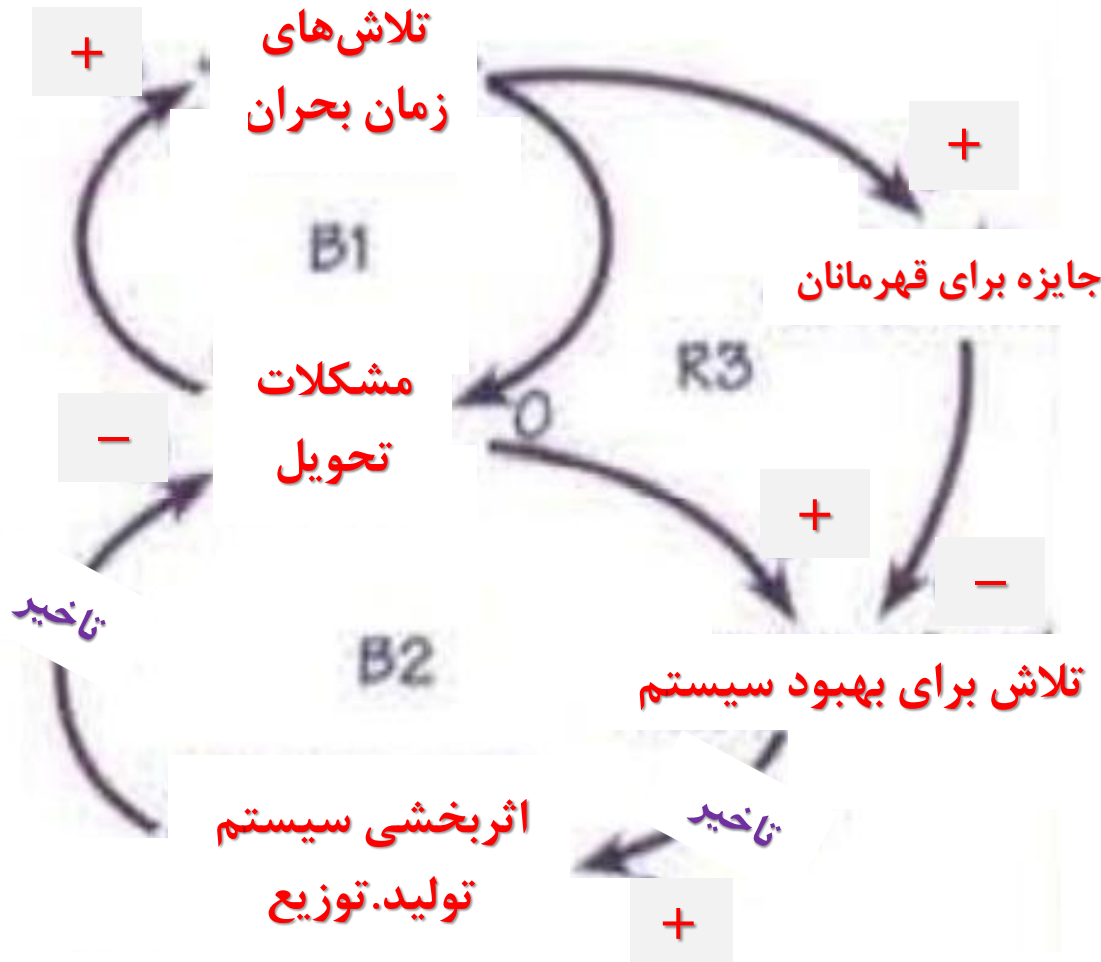 تلاش‌های
زمان بحران
+
+
B1
جایزه برای قهرمانان
R3
مشکلات
تحویل
O
−
+
−
تاخیر
B2
تلاش برای بهبود سیستم
تاخیر
اثربخشی سیستم
تولید.توزیع
+